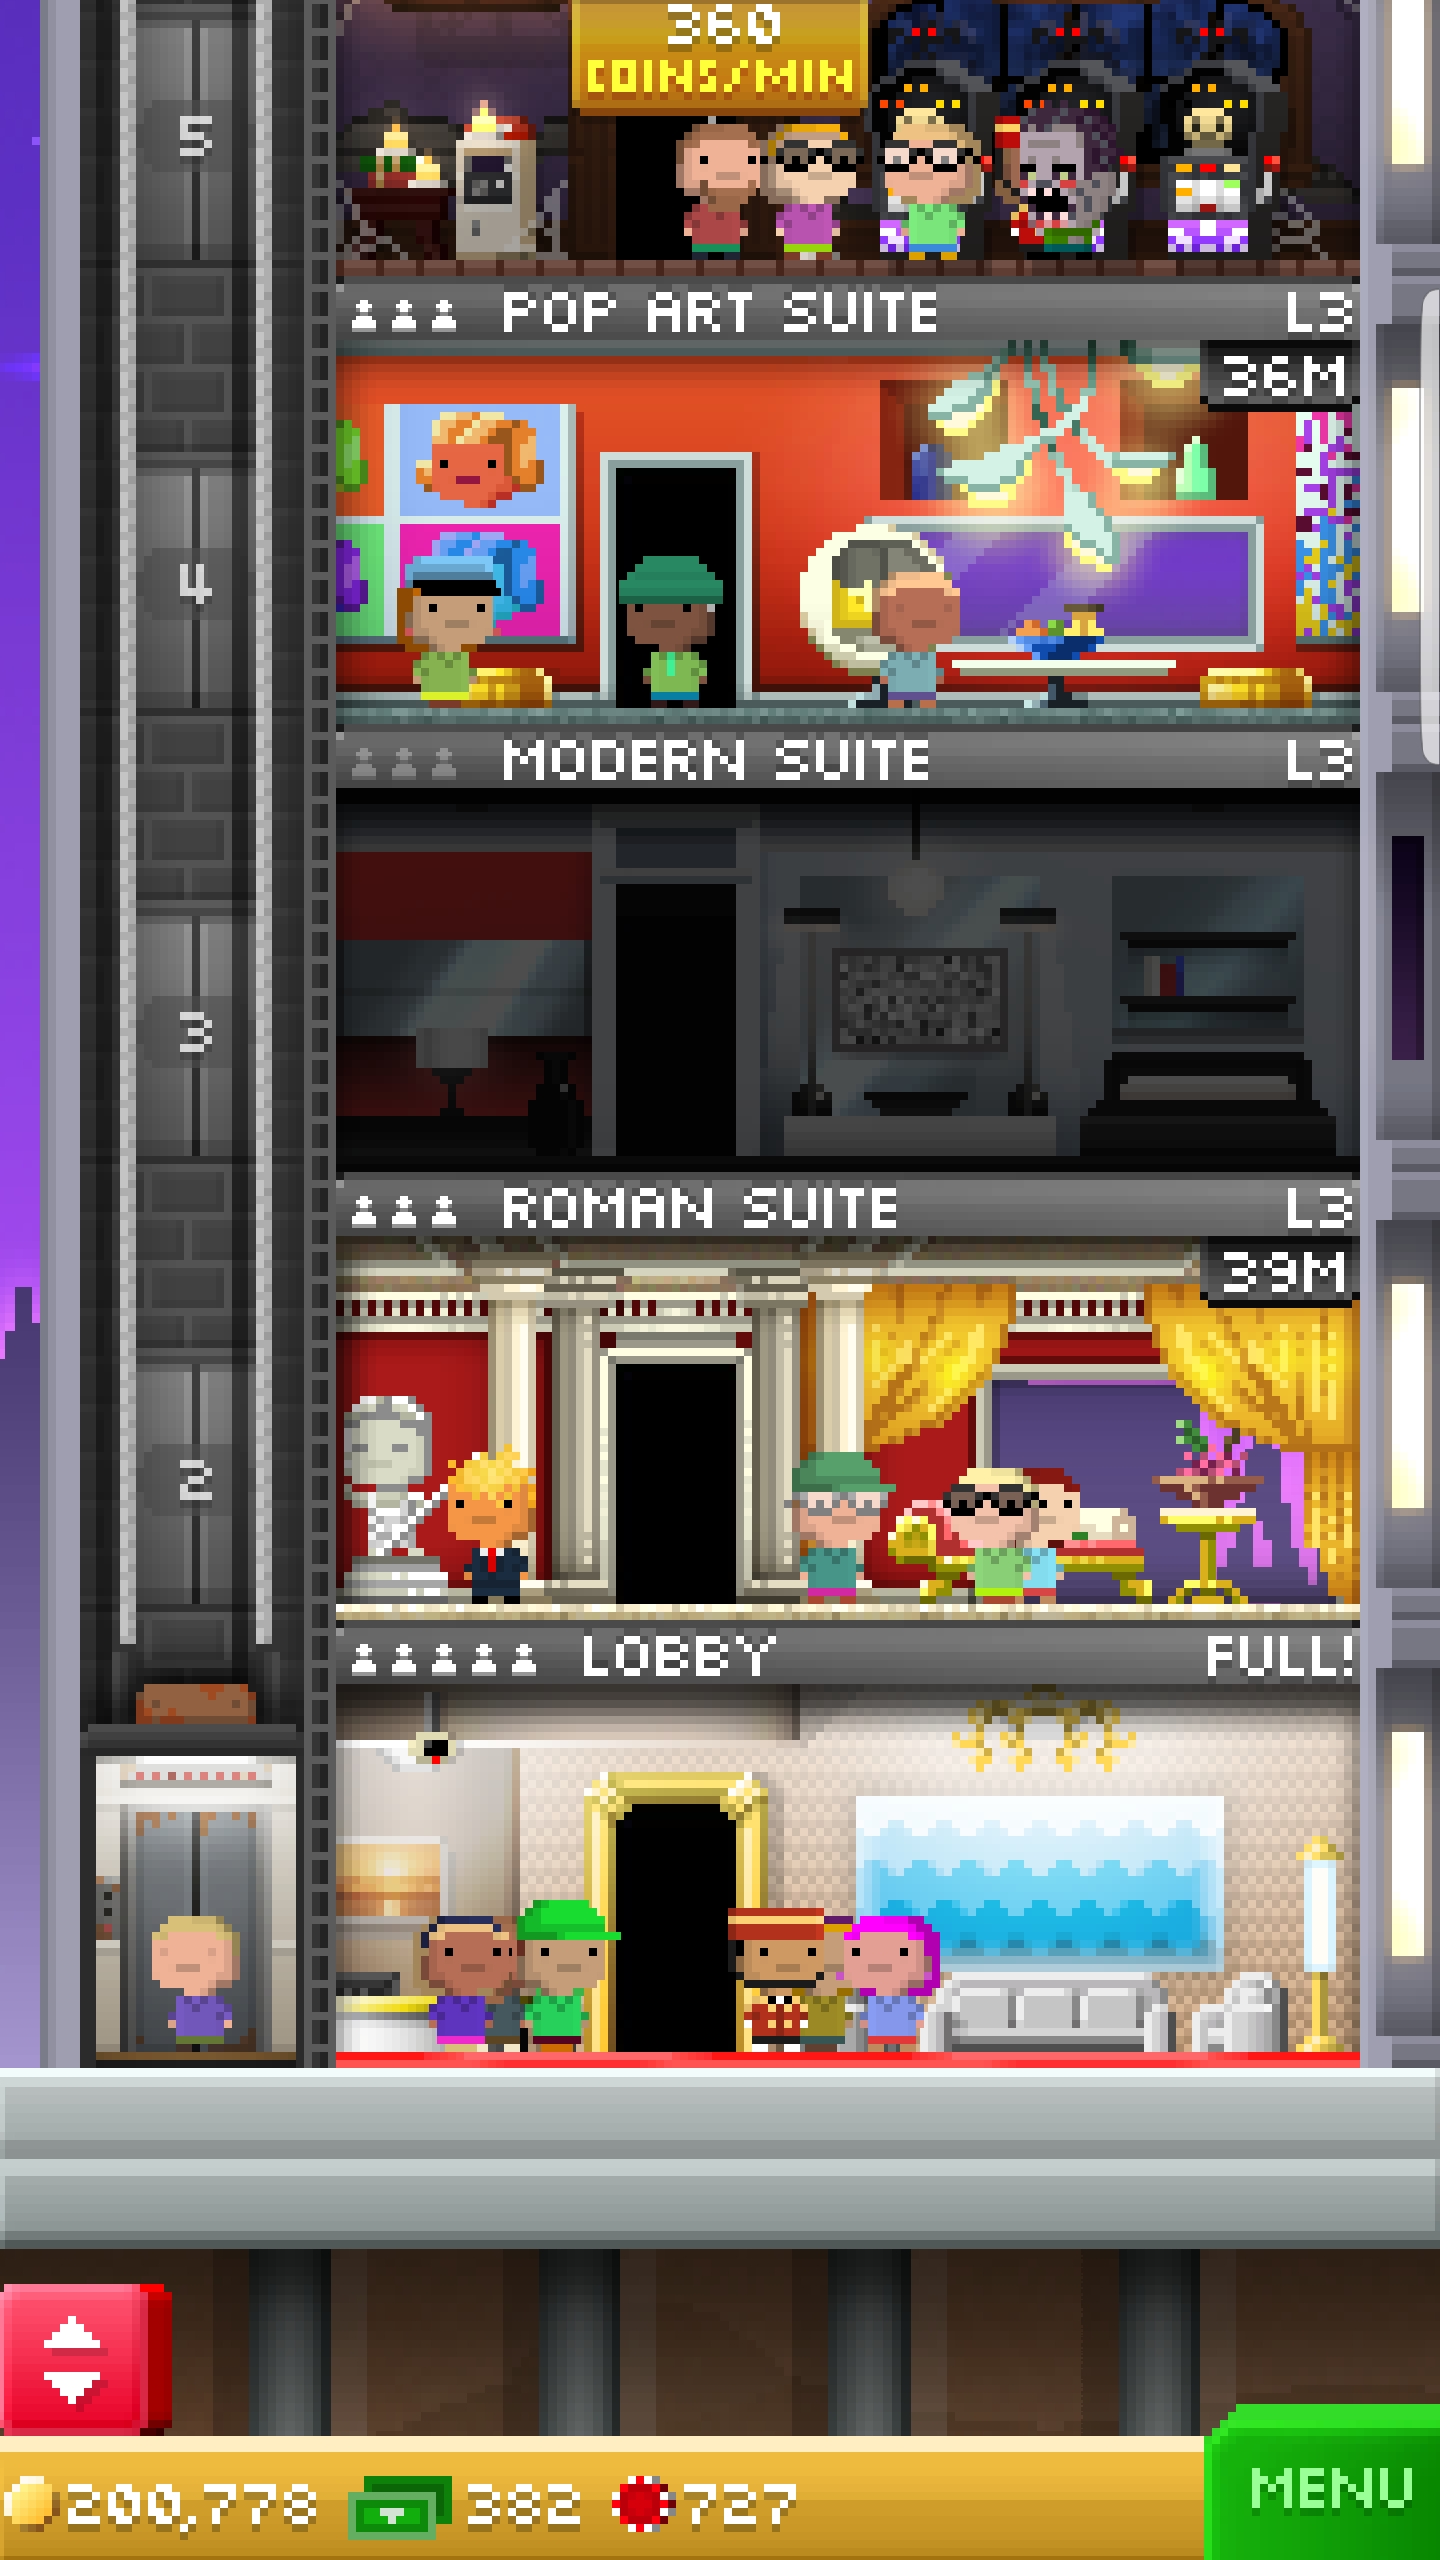 360
COINS/MIN
5
POP ART SUITE L3
36M
4
MODERN SUITE L3
3
ROMAN SUITE L3
39M
2
LOBBY FULL!
200,778 382 727
MENU